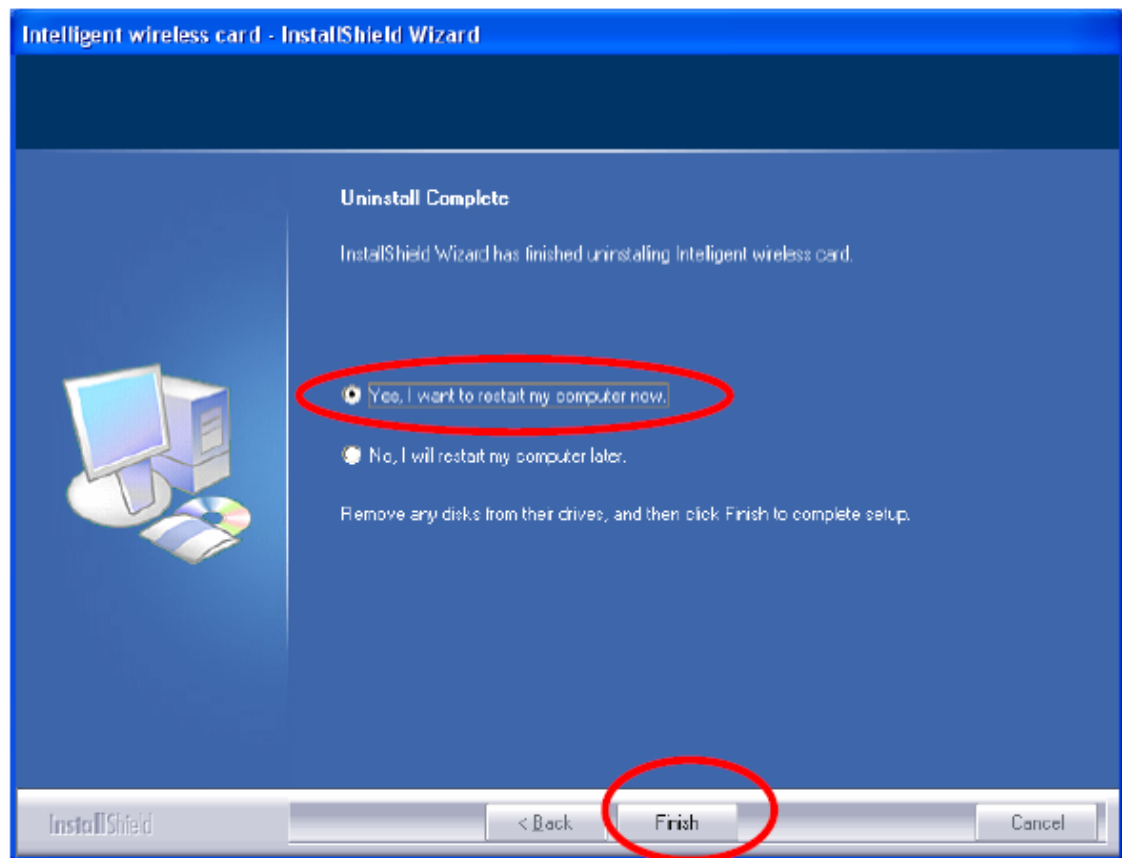 Intelligent wireless card - InstallShield Wizard
Uninstall Complete
InstallShield Wizard has finished uninstalling Intelligent wireless card.
Yes, I want to restart my computer now.
No, I will restart my computer later.
Remove any disks from their drives, and then click Finish to complete setup.
InstallShield
< Back
Finish
Cancel